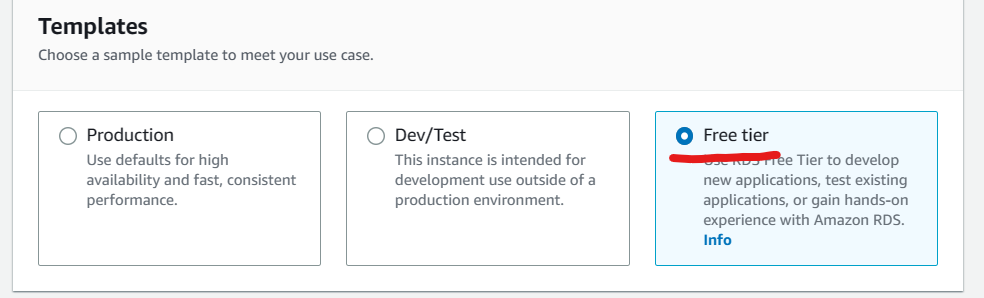 Templates
Choose a sample template to meet your use case.
Production
Use defaults for high
availability and fast, consistent
performance.
Dev/Test
This instance is intended for
development use outside of a
production environment.
Free tier
Use RDS Free Tier to develop
new applications, test existing
applications, or gain hands-on
experience with Amazon RDS.
Info